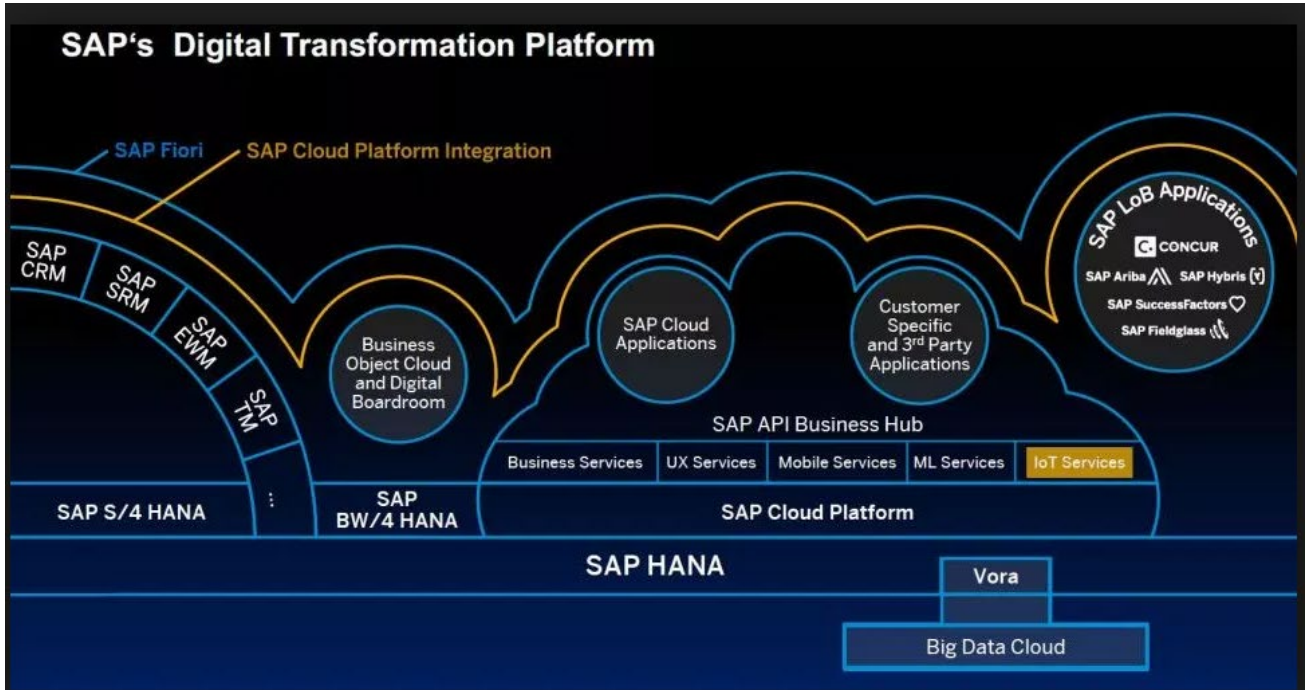 SAP‘s Digital Transformation Platform
SAP Fiori
SAP Cloud Platform Integration
SAP
CRM
SAP
SRM
SAP
EWM
SAP
TM
...
Business
Object Cloud
and Digital
Boardroom
SAP Cloud
Applications
Customer
Specific
and 3rd Party
Applications
SAP LoB Applications
C. CONCUR
SAP Ariba SAP Hybris
SAP SuccessFactors
SAP Fieldglass
SAP API Business Hub
Business Services UX Services Mobile Services ML Services IoT Services
SAP S/4 HANA
SAP
BW/4 HANA
SAP Cloud Platform
SAP HANA
Vora
Big Data Cloud